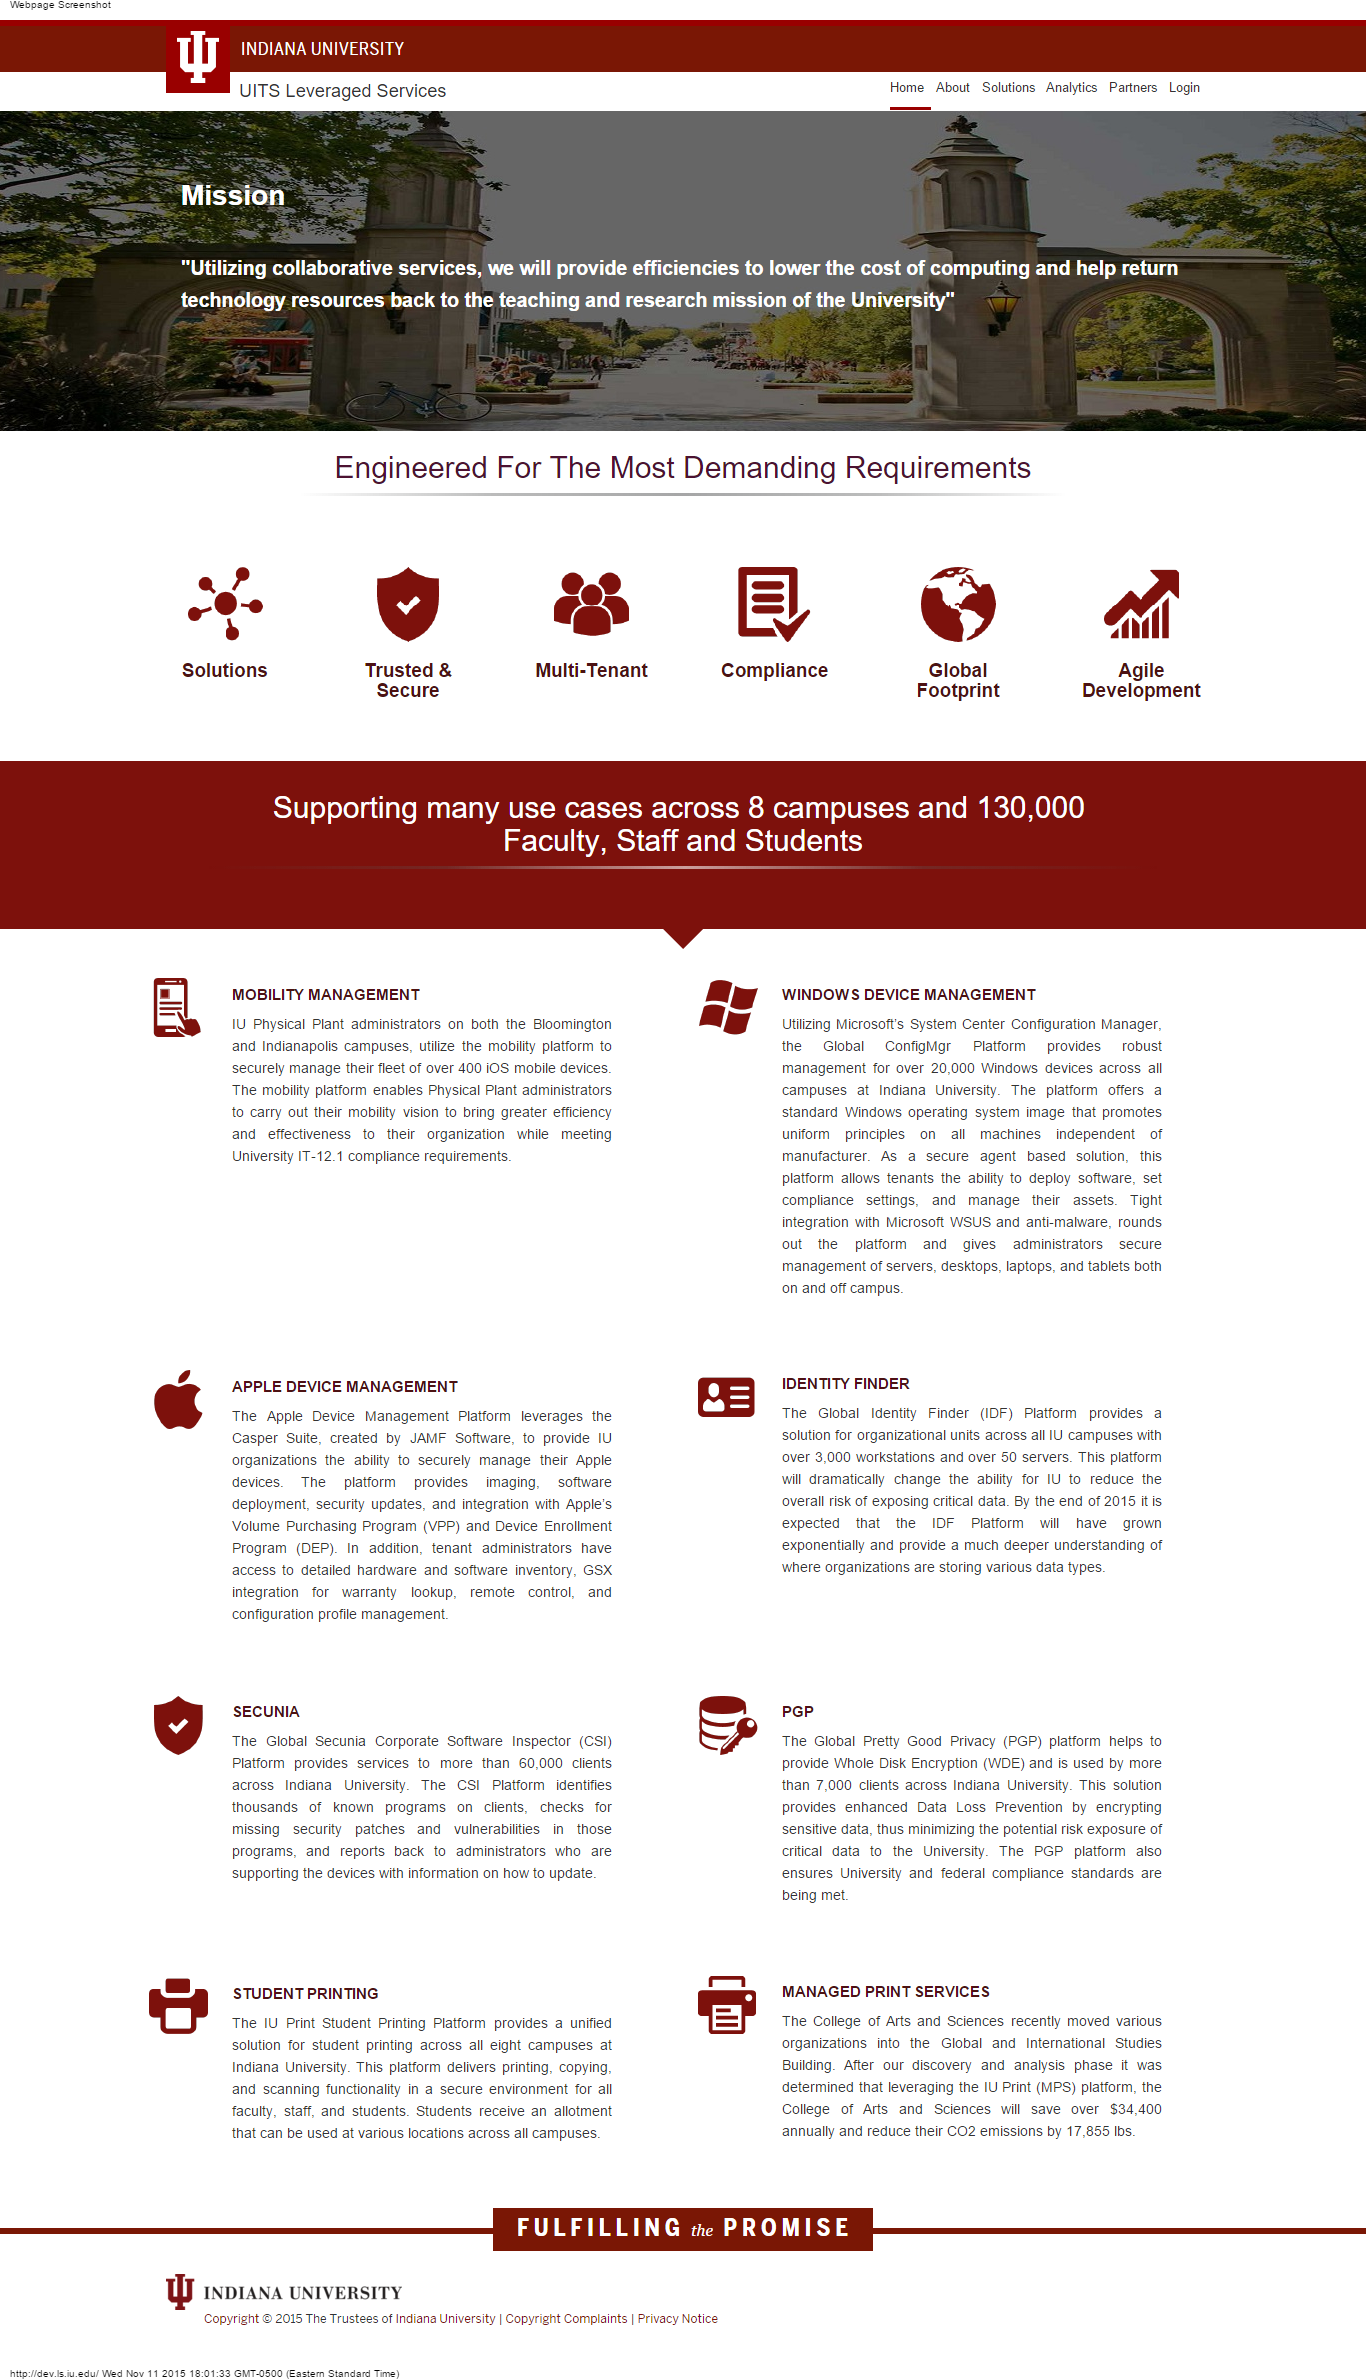 Webpage Screenshot
INDIANA UNIVERSITY
UITS Leveraged Services
Home About Solutions Analytics Partners Login
Mission
"Utilizing collaborative services, we will provide efficiencies to lower the cost of computing and help return
technology resources back to the teaching and research mission of the University"
Engineered For The Most Demanding Requirements
Solutions
Trusted &
Secure
Multi-Tenant
Compliance
Global
Footprint
Agile
Development
Supporting many use cases across 8 campuses and 130,000
Faculty, Staff and Students
MOBILITY MANAGEMENT
IU Physical Plant administrators on both the Bloomington
and Indianapolis campuses, utilize the mobility platform to
securely manage their fleet of over 400 iOS mobile devices.
The mobility platform enables Physical Plant administrators
to carry out their mobility vision to bring greater efficiency
and effectiveness to their organization while meeting
University IT-12.1 compliance requirements.
WINDOWS DEVICE MANAGEMENT
Utilizing Microsoft's System Center Configuration Manager,
the Global ConfigMgr Platform provides robust
management for over 20,000 Windows devices across all
campuses at Indiana University. The platform offers a
standard Windows operating system image that promotes
uniform principles on all machines independent of
manufacturer. As a secure agent based solution, this
platform allows tenants the ability to deploy software, set
compliance settings, and manage their assets. Tight
integration with Microsoft WSUS and anti-malware, rounds
out the platform and gives administrators secure
management of servers, desktops, laptops, and tablets both
on and off campus.
APPLE DEVICE MANAGEMENT
The Apple Device Management Platform leverages the
Casper Suite, created by JAMF Software, to provide IU
organizations the ability to securely manage their Apple
devices. The platform provides imaging, software
deployment, security updates, and integration with Apple's
Volume Purchasing Program (VPP) and Device Enrollment
Program (DEP). In addition, tenant administrators have
access to detailed hardware and software inventory, GSX
integration for warranty lookup, remote control, and
configuration profile management.
IDENTITY FINDER
The Global Identity Finder (IDF) Platform provides a
solution for organizational units across all IU campuses with
over 3,000 workstations and over 50 servers. This platform
will dramatically change the ability for IU to reduce the
overall risk of exposing critical data. By the end of 2015 it is
expected that the IDF Platform will have grown
exponentially and provide a much deeper understanding of
where organizations are storing various data types.
SECUNIA
The Global Secunia Corporate Software Inspector (CSI)
Platform provides services to more than 60,000 clients
across Indiana University. The CSI Platform identifies
thousands of known programs on clients, checks for
missing security patches and vulnerabilities in those
programs, and reports back to administrators who are
supporting the devices with information on how to update.
PGP
The Global Pretty Good Privacy (PGP) platform helps to
provide Whole Disk Encryption (WDE) and is used by more
than 7,000 clients across Indiana University. This solution
provides enhanced Data Loss Prevention by encrypting
sensitive data, thus minimizing the potential risk exposure of
critical data to the University. The PGP platform also
ensures University and federal compliance standards are
being met.
STUDENT PRINTING
The IU Print Student Printing Platform provides a unified
solution for student printing across all eight campuses at
Indiana University. This platform delivers printing, copying,
and scanning functionality in a secure environment for all
faculty, staff, and students. Students receive an allotment
that can be used at various locations across all campuses.
MANAGED PRINT SERVICES
The College of Arts and Sciences recently moved various
organizations into the Global and International Studies
Building. After our discovery and analysis phase it was
determined that leveraging the IU Print (MPS) platform, the
College of Arts and Sciences will save over $34,400
annually and reduce their CO2 emissions by 17,855 lbs.
FULFILLING the PROMISE
INDIANA UNIVERSITY
Copyright © 2015 The Trustees of Indiana University | Copyright Complaints | Privacy Notice
http://dev.ls.iu.edu/ Wed Nov 11 2015 18:01:33 GMT-0500 (Eastern Standard Time)